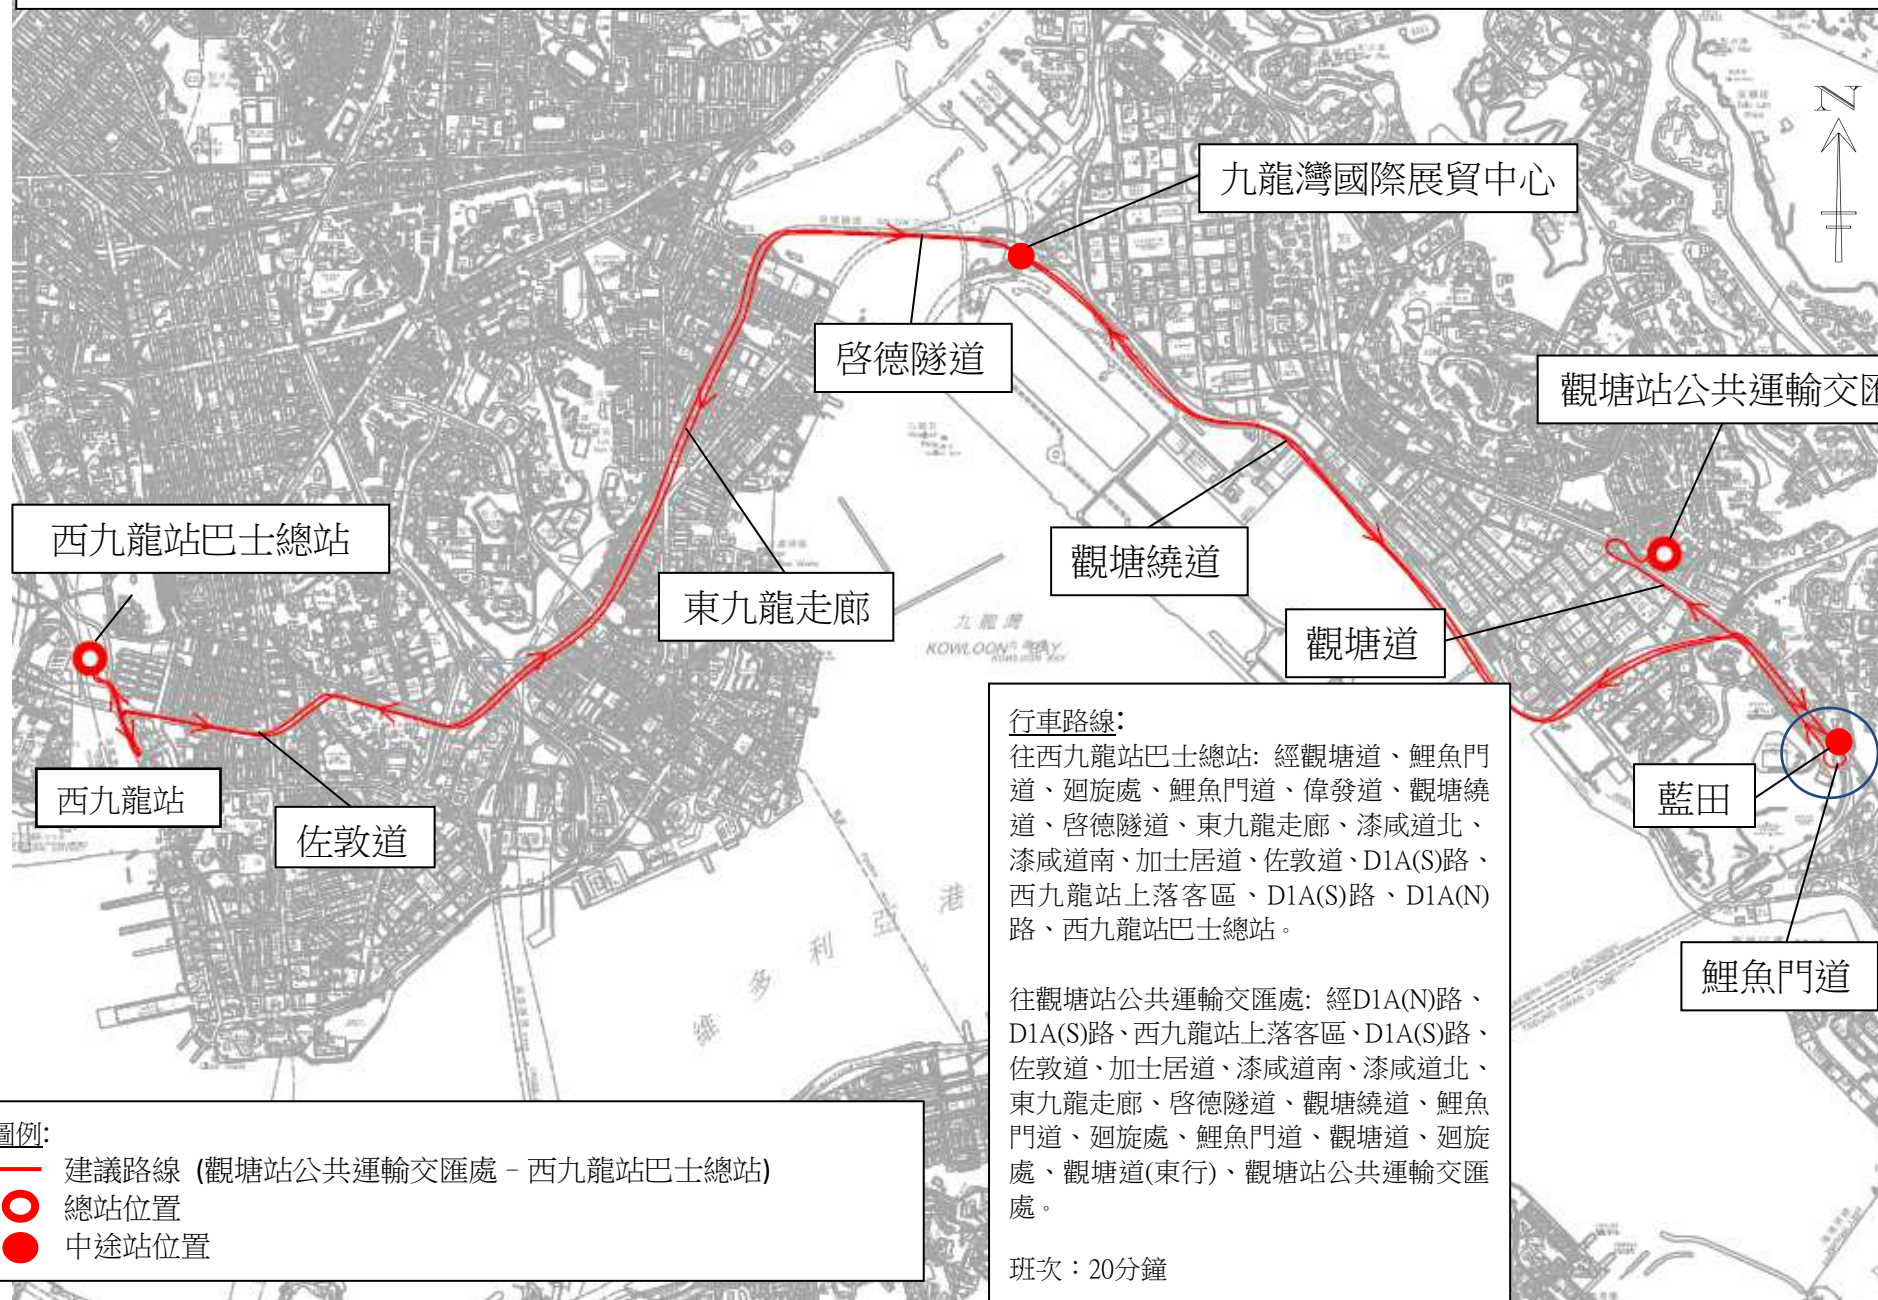 N
九龍灣國際展貿中心
啓德隧道
觀塘站公共運輸交匯
西九龍站巴士總站
觀塘繞道
東九龍走廊
九龍灣
KOWLOON BAY
觀塘道
西九龍站
佐敦道
藍田
鯉魚門道
維多利亞港
行車路線:
往西九龍站巴士總站: 經觀塘道、鯉魚門
道、廻旋處、鯉魚門道、偉發道、觀塘繞
道、啓德隧道、東九龍走廊、漆咸道北、
漆咸道南、加士居道、佐敦道、D1A(S)路、
西九龍站上落客區、D1A(S)路、D1A(N)
路、西九龍站巴士總站。
往觀塘站公共運輸交匯處: 經D1A(N)路、
D1A(S)路、西九龍站上落客區、D1A(S)路、
佐敦道、加士居道、漆咸道南、漆咸道北、
東九龍走廊、啓德隧道、觀塘繞道、鯉魚
門道、廻旋處、鯉魚門道、觀塘道、廻旋
處、觀塘道(東行)、觀塘站公共運輸交匯
處。
班次：20分鐘
圖例:
建議路線 (觀塘站公共運輸交匯處 – 西九龍站巴士總站)
總站位置
中途站位置